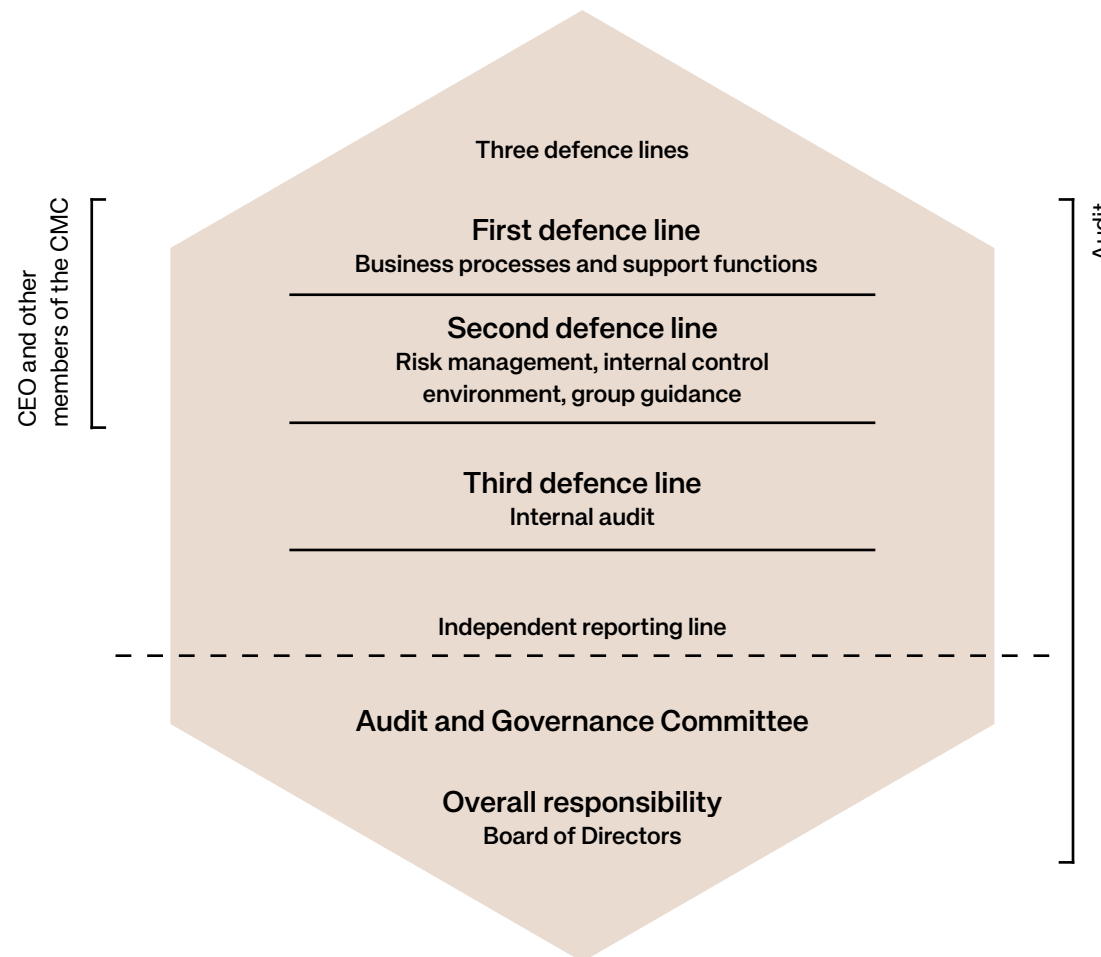 Three defence lines
CEO and other
members of the CMC
First defence line
Business processes and support functions
Second defence line
Risk management, internal control
environment, group guidance
Third defence line
Internal audit
Independent reporting line
Audit and Governance Committee
Overall responsibility
Board of Directors
Audit